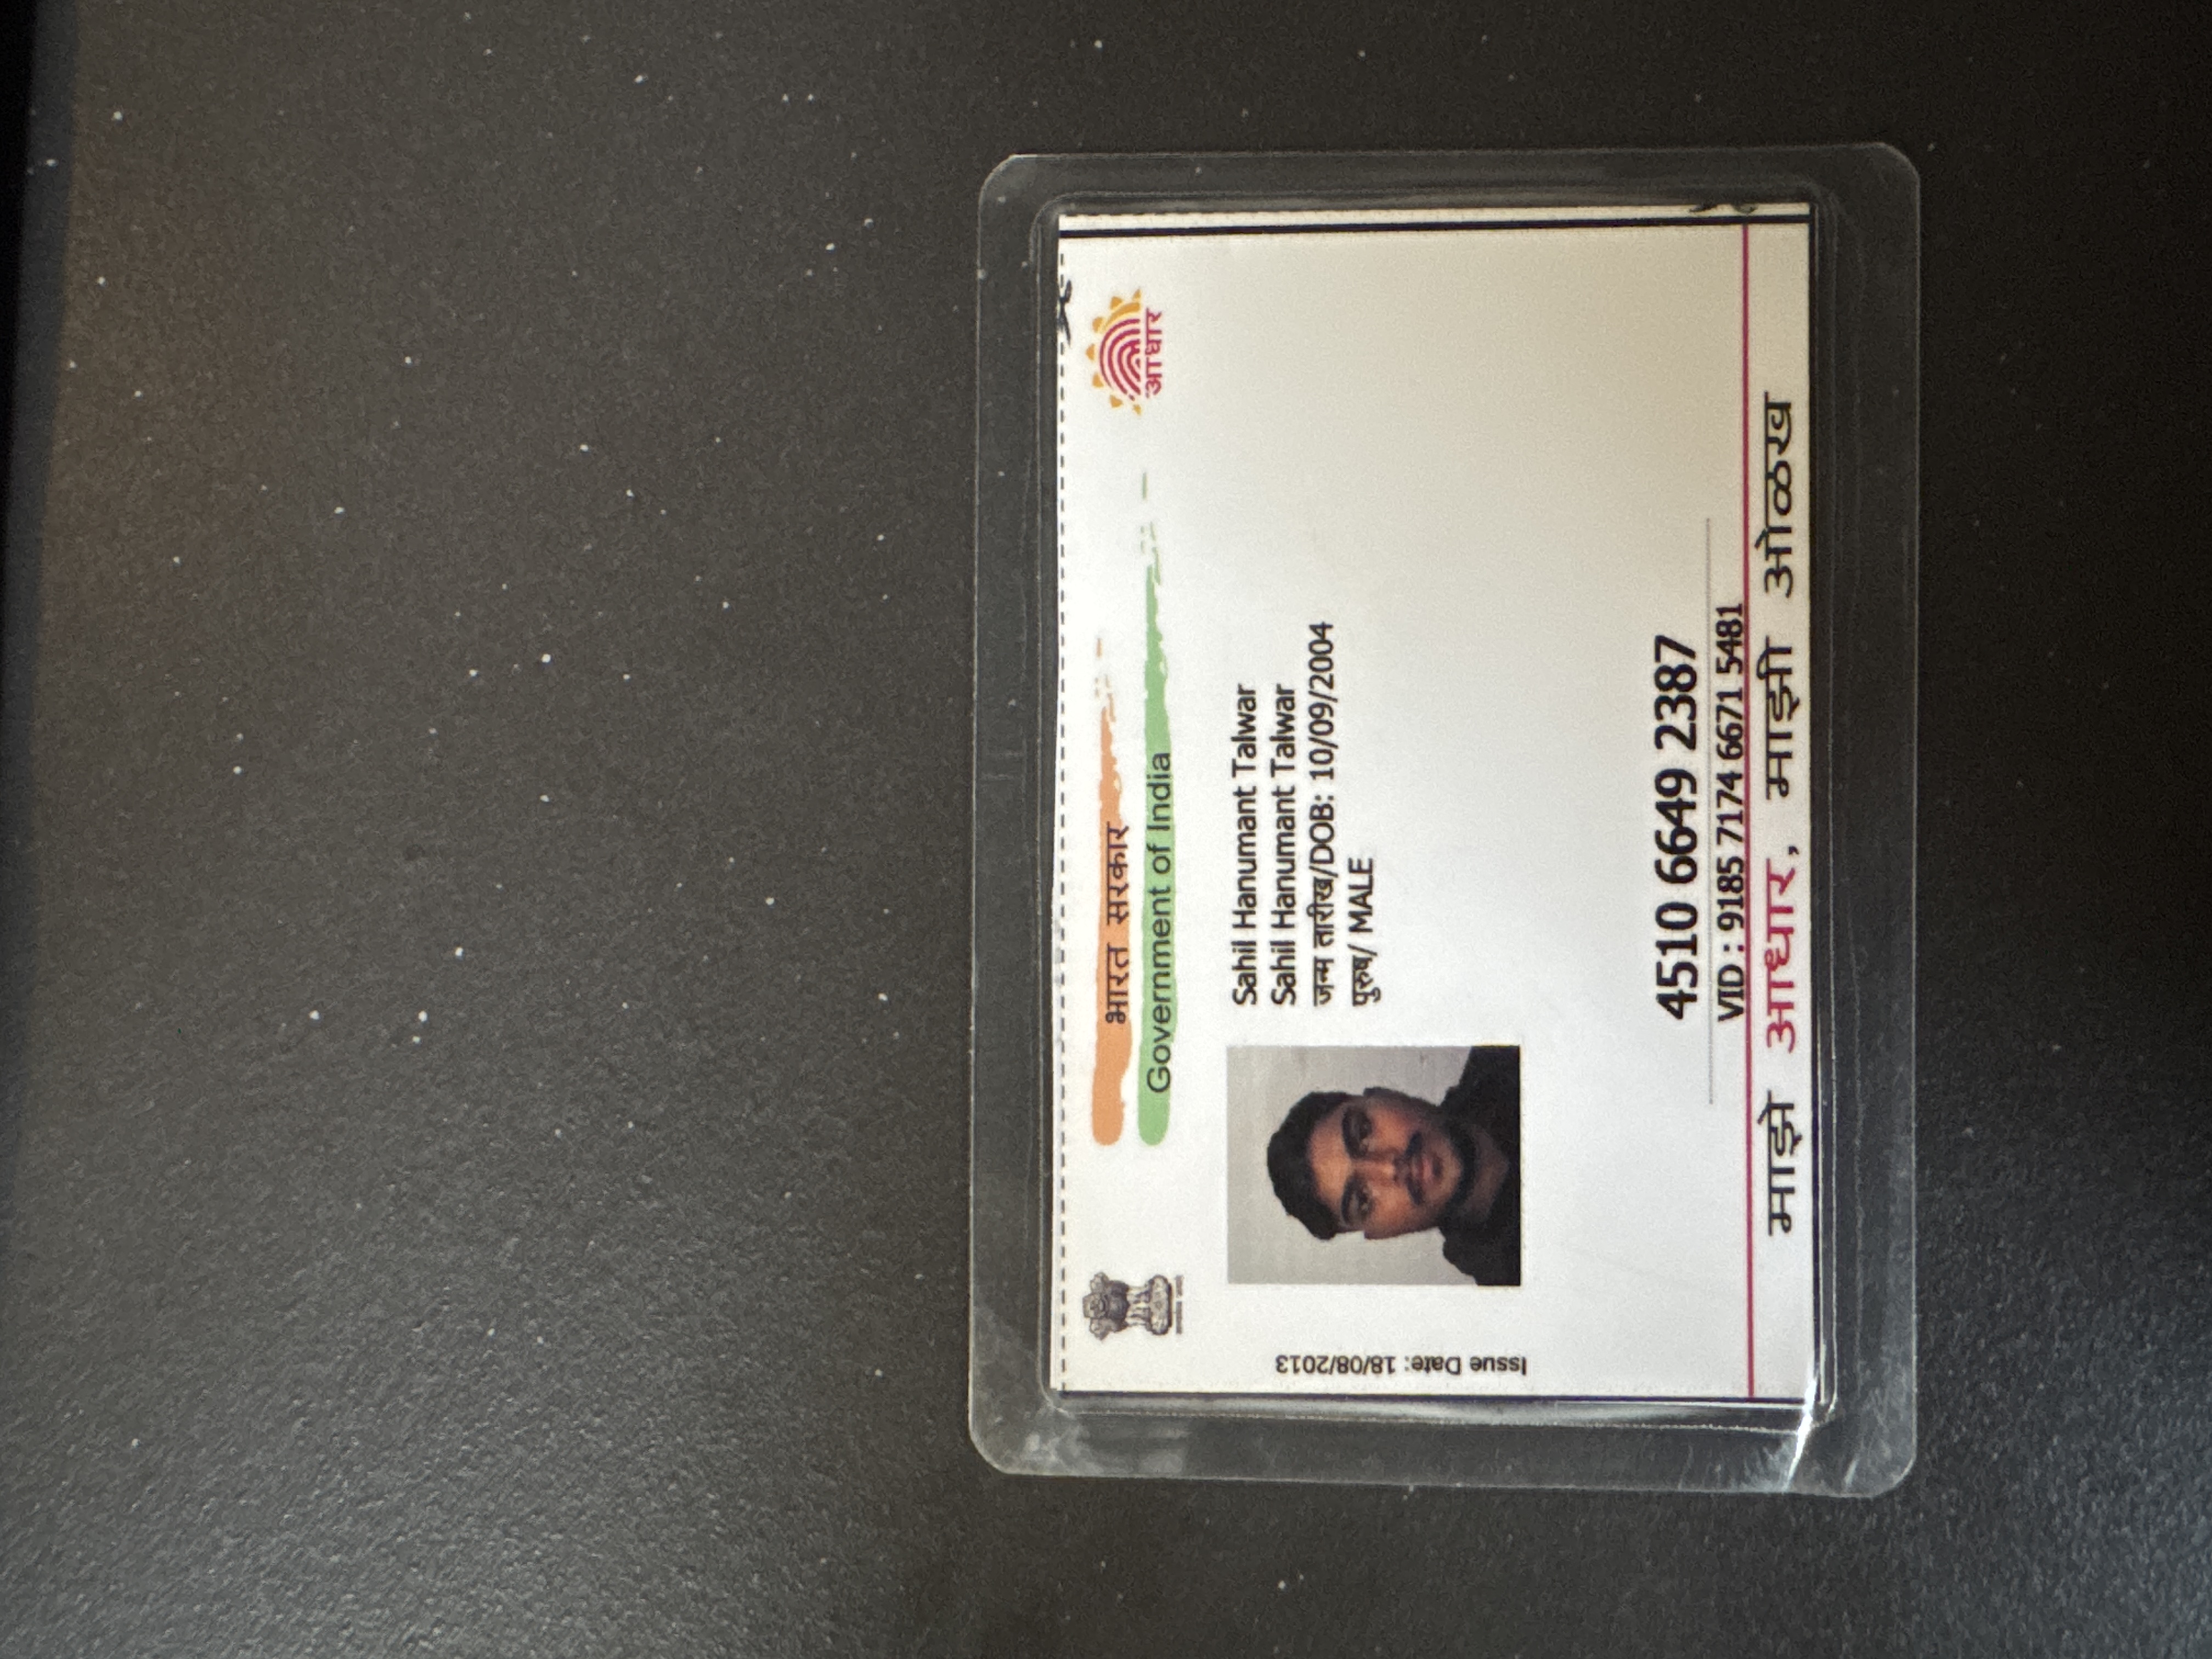 भारत सरकार
Government of India
आधार
Issue Date: 18/08/2013
Sahil Hanumant Talwar
Sahil Hanumant Talwar
जन्म तारीख/DOB: 10/09/2004
पुरुष/ MALE
4510 6649 2387
VID : 9185 7174 6671 5481
माझे आधार, माझी ओळख